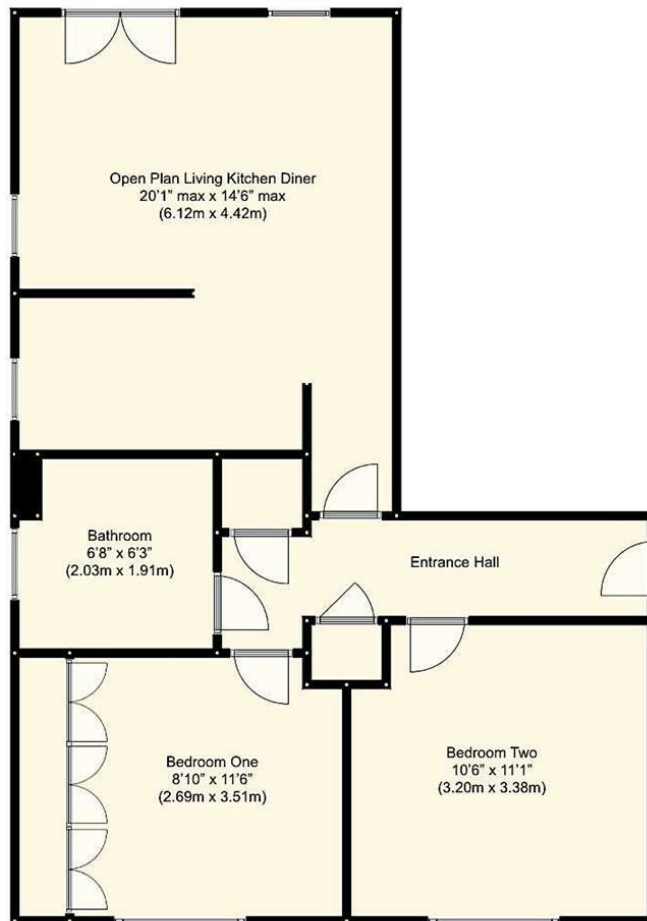 Open Plan Living Kitchen Diner
20'1" max x 14'6" max
(6.12m x 4.42m)
Bathroom
6'8" x 6'3"
(2.03m x 1.91m)
Entrance Hall
Bedroom One
8'10" x 11'6"
(2.69m x 3.51m)
Bedroom Two
10'6" x 11'1"
(3.20m x 3.38m)